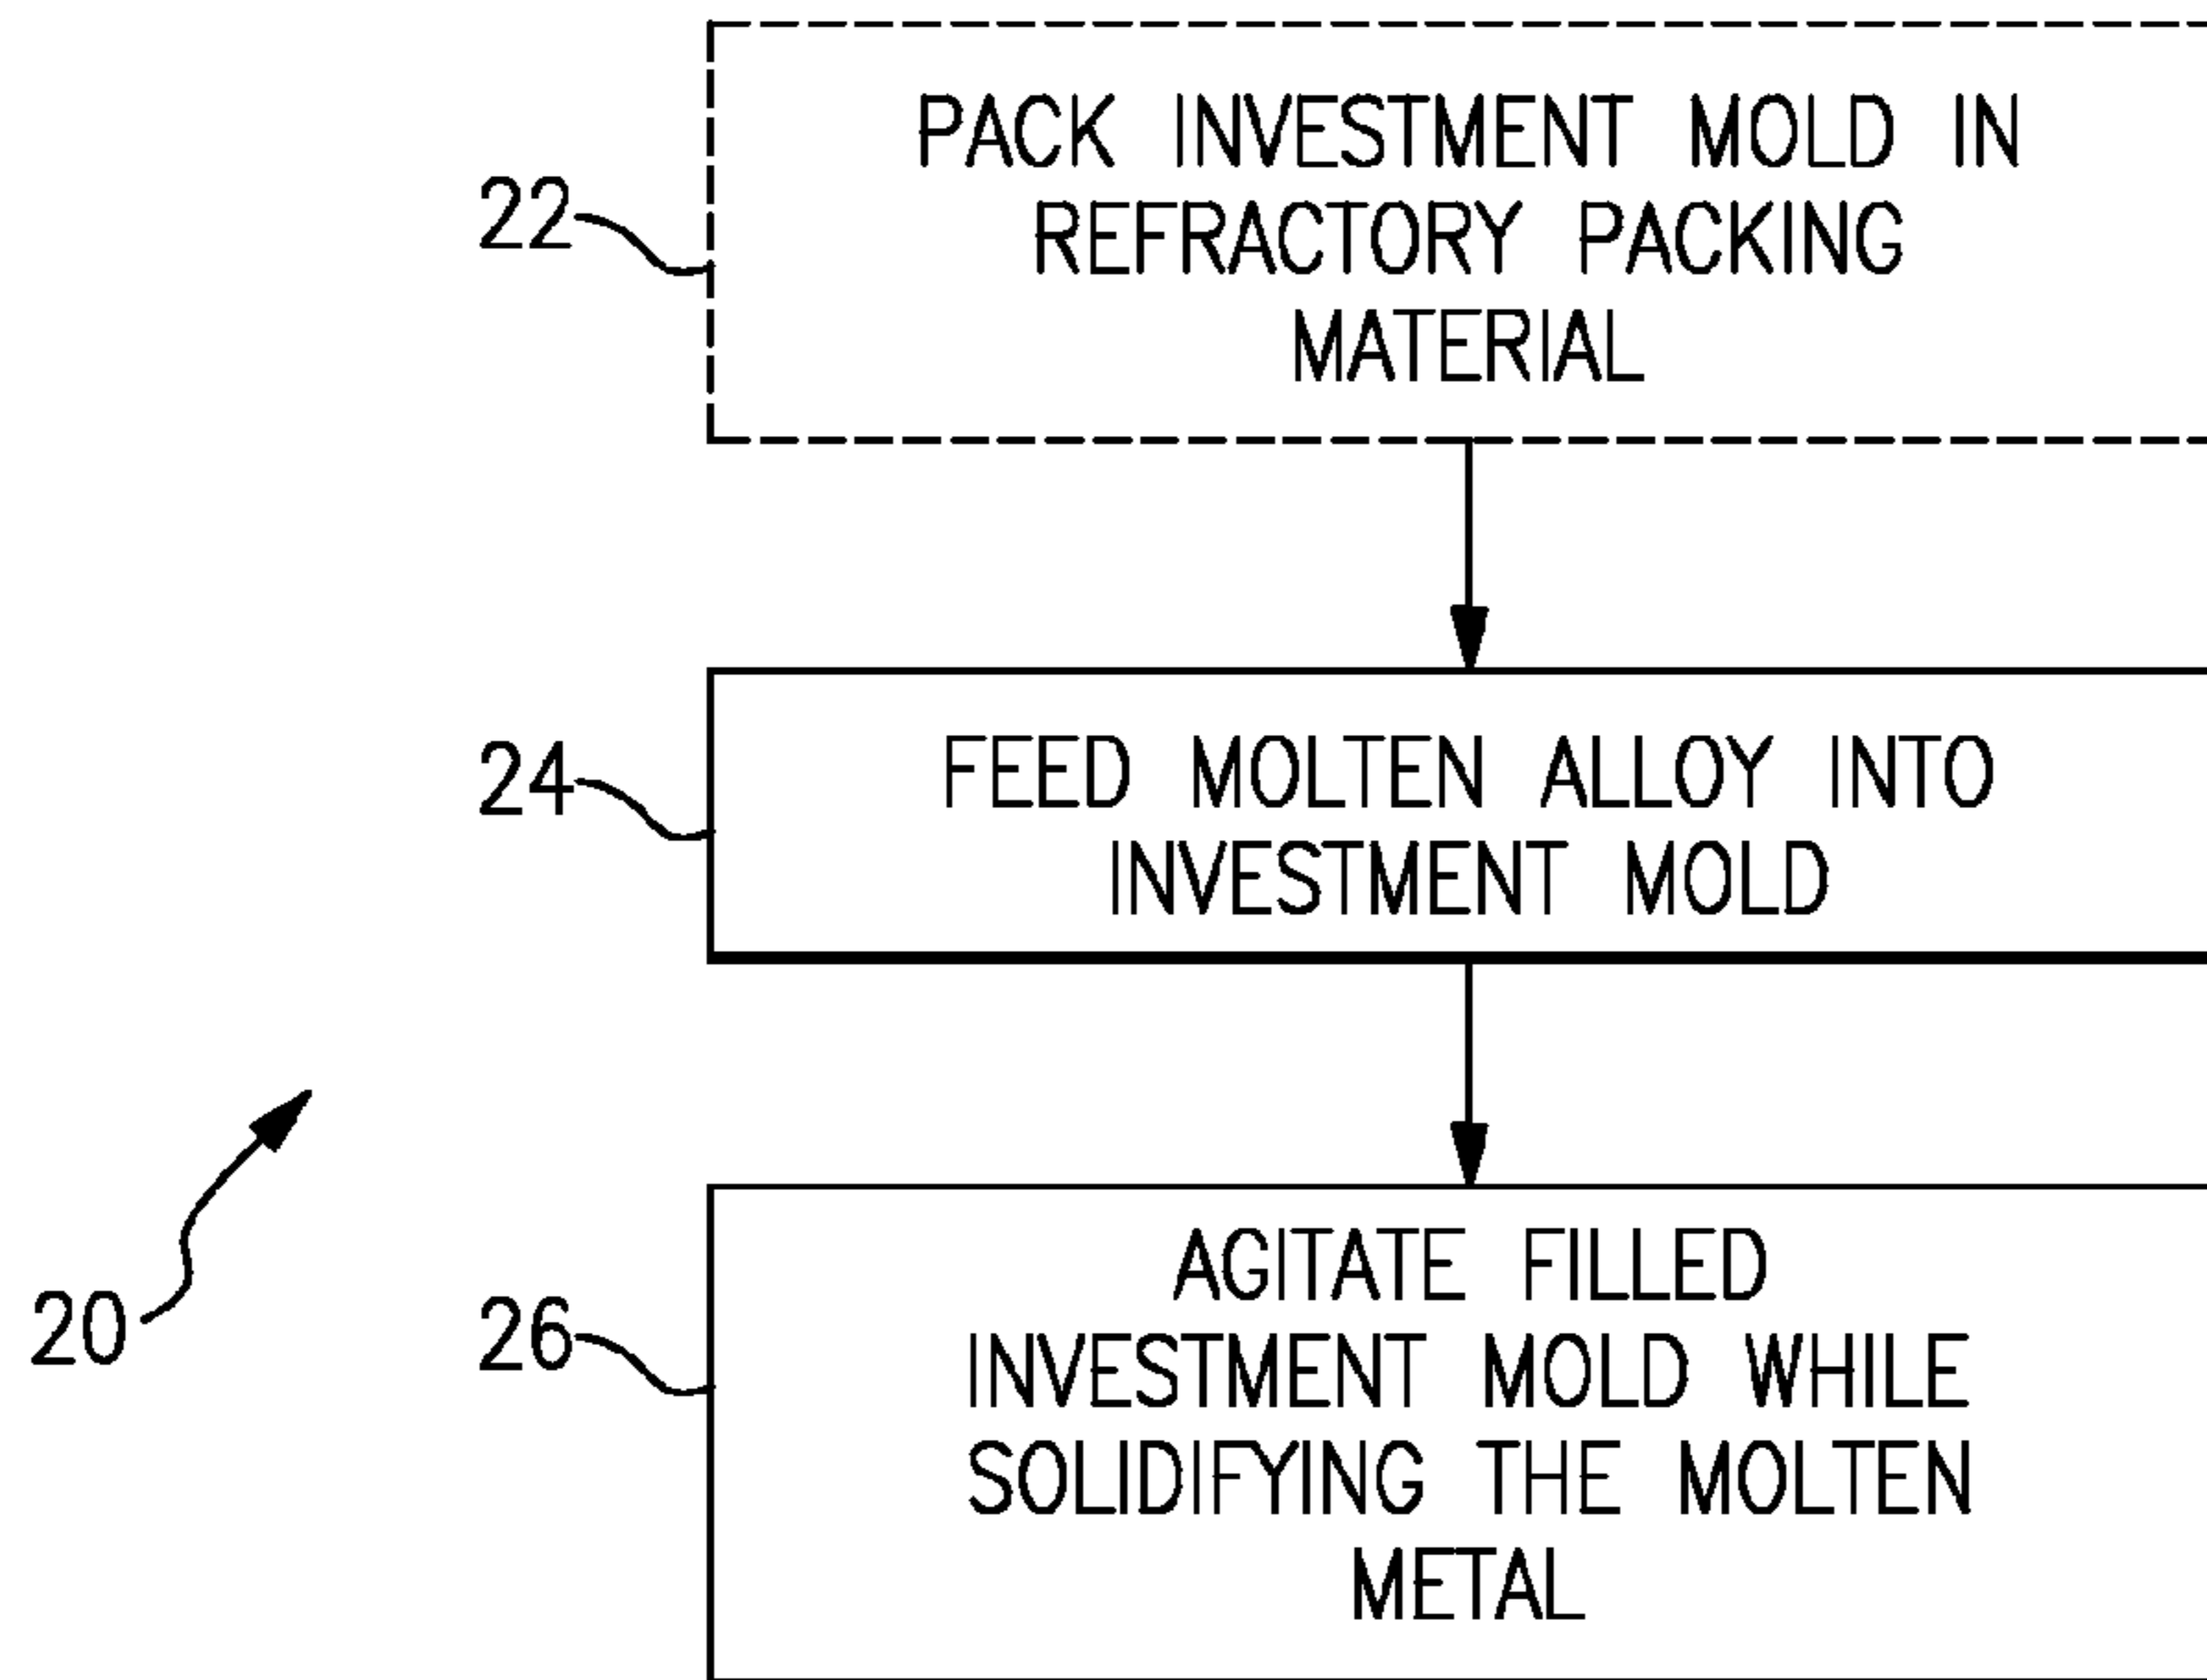 PACK INVESTMENT MOLD IN
REFRACTORY PACKING
MATERIAL
22
FEED MOLTEN ALLOY INTO
INVESTMENT MOLD
24
AGITATE FILLED
INVESTMENT MOLD WHILE
SOLIDIFYING THE MOLTEN
METAL
26
20